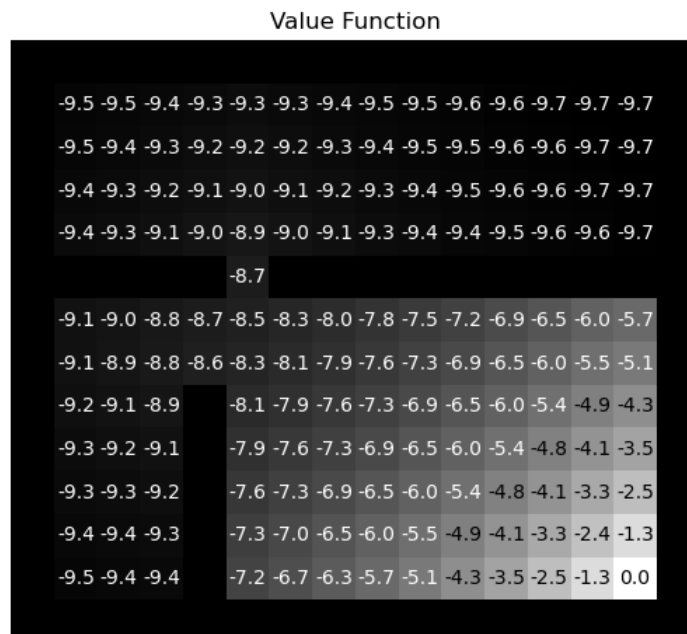 Value Function
-9.5 -9.5 -9.4 -9.3 -9.3 -9.3 -9.4 -9.5 -9.5 -9.6 -9.6 -9.7 -9.7 -9.7
-9.5 -9.4 -9.3 -9.2 -9.2 -9.2 -9.3 -9.4 -9.5 -9.5 -9.6 -9.6 -9.7 -9.7
-9.4 -9.3 -9.2 -9.1 -9.0 -9.1 -9.2 -9.3 -9.4 -9.5 -9.6 -9.6 -9.7 -9.7
-9.4 -9.3 -9.1 -9.0 -8.9 -9.0 -9.1 -9.3 -9.4 -9.4 -9.5 -9.6 -9.6 -9.7
-8.7
-9.1 -9.0 -8.8 -8.7 -8.5 -8.3 -8.0 -7.8 -7.5 -7.2 -6.9 -6.5 -6.0 -5.7
-9.1 -8.9 -8.8 -8.6 -8.3 -8.1 -7.9 -7.6 -7.3 -6.9 -6.5 -6.0 -5.5 -5.1
-9.2 -9.1 -8.9 -8.1 -7.9 -7.6 -7.3 -6.9 -6.5 -6.0 -5.4 -4.9 -4.3
-9.3 -9.2 -9.1 -7.9 -7.6 -7.3 -6.9 -6.5 -6.0 -5.4 -4.8 -4.1 -3.5
-9.3 -9.3 -9.2 -7.6 -7.3 -6.9 -6.5 -6.0 -5.4 -4.8 -4.1 -3.3 -2.5
-9.4 -9.4 -9.3 -7.3 -7.0 -6.5 -6.0 -5.5 -4.9 -4.1 -3.3 -2.4 -1.3
-9.5 -9.4 -9.4 -7.2 -6.7 -6.3 -5.7 -5.1 -4.3 -3.5 -2.5 -1.3 0.0